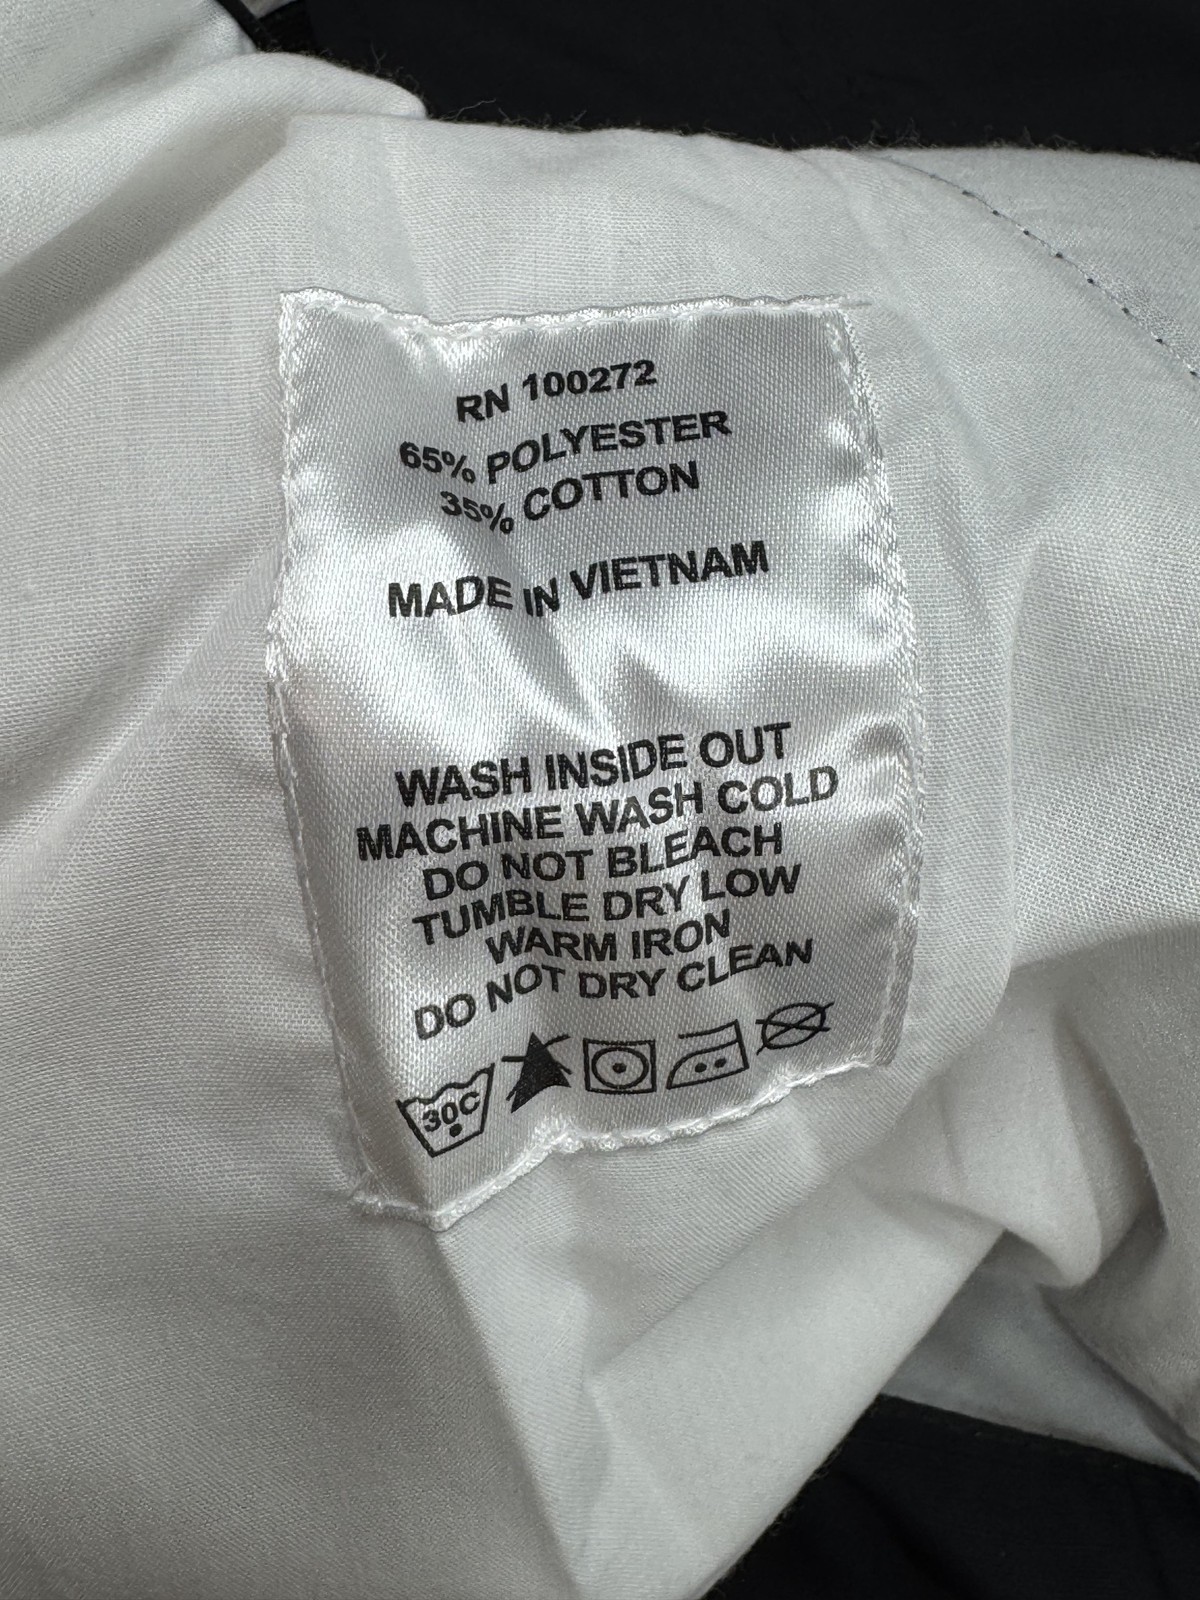 RN 100272
65% POLYESTER
35% COTTON
MADE IN VIETNAM
WASH INSIDE OUT
MACHINE WASH COLD
DO NOT BLEACH
TUMBLE DRY LOW
WARM IRON
DO NOT DRY CLEAN
30C